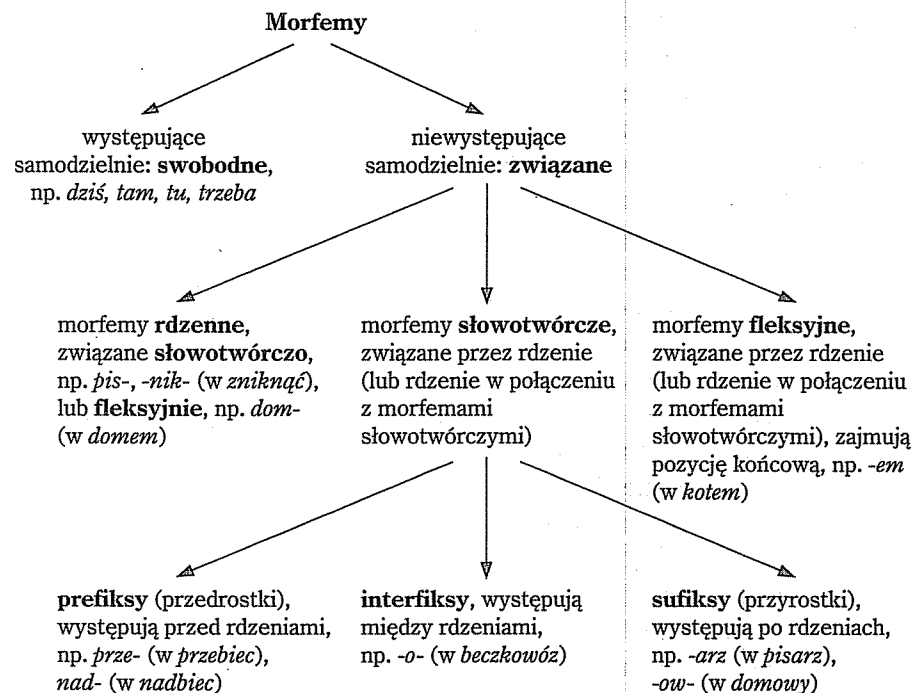 Morfemy
występujące
samodzielnie: swobodne,
np. dziś, tam, tu, trzeba
niewystępujące
samodzielnie: związane
morfemy rdzenne,
związane słowotwórczo,
np. pis-, -nik- (w zniknąć),
lub fleksyjnie, np. dom-
(w domem)
morfemy słowotwórcze,
związane przez rdzenie
(lub rdzenie w połączeniu
z morfemami
słowotwórczymi)
morfemy fleksyjne,
związane przez rdzenie
(lub rdzenie w połączeniu
z morfemami
słowotwórczymi), zajmują
pozycję końcową, np. -em
(w kotem)
prefiksy (przedrostki),
występują przed rdzeniami,
np. prze- (w przebiec),
nad- (w nadbiec)
interfiksy, występują
między rdzeniami,
np. -o- (w beczkowóz)
sufiksy (przyrostki),
występują po rdzeniach,
np. -arz (w pisarz),
-ow- (w domowy)